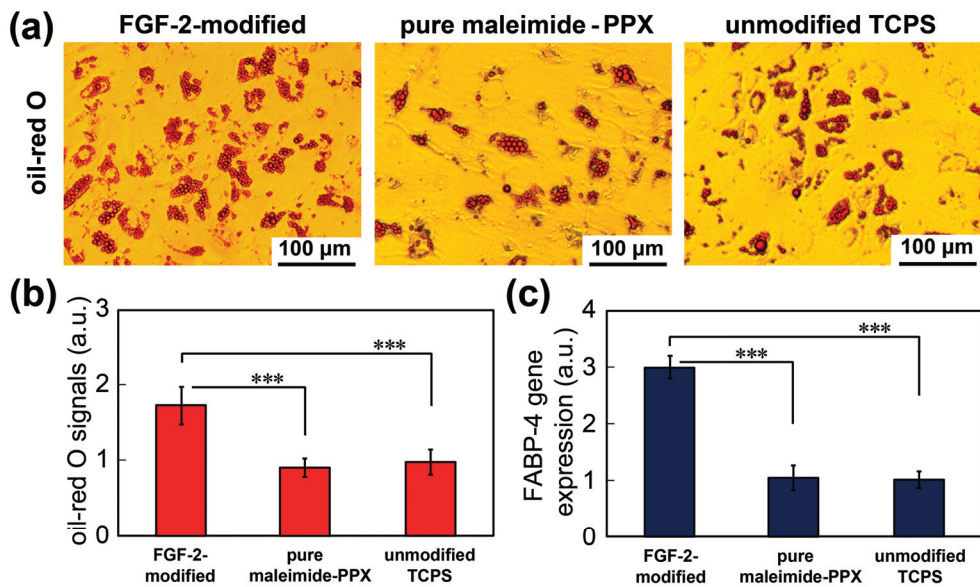 (a)
FGF-2-modified
pure maleimide-PPX
unmodified TCPS
oil-red O
100 µm
100 µm
100 µm
(b)
oil-red O signals (a.u.)
3
2
1
0
***
***
FGF-2-
modified
pure
maleimide-PPX
unmodified
TCPS
(c)
FABP-4 gene
expression (a.u.)
4
3
2
1
0
***
***
FGF-2-
modified
pure
maleimide-PPX
unmodified
TCPS